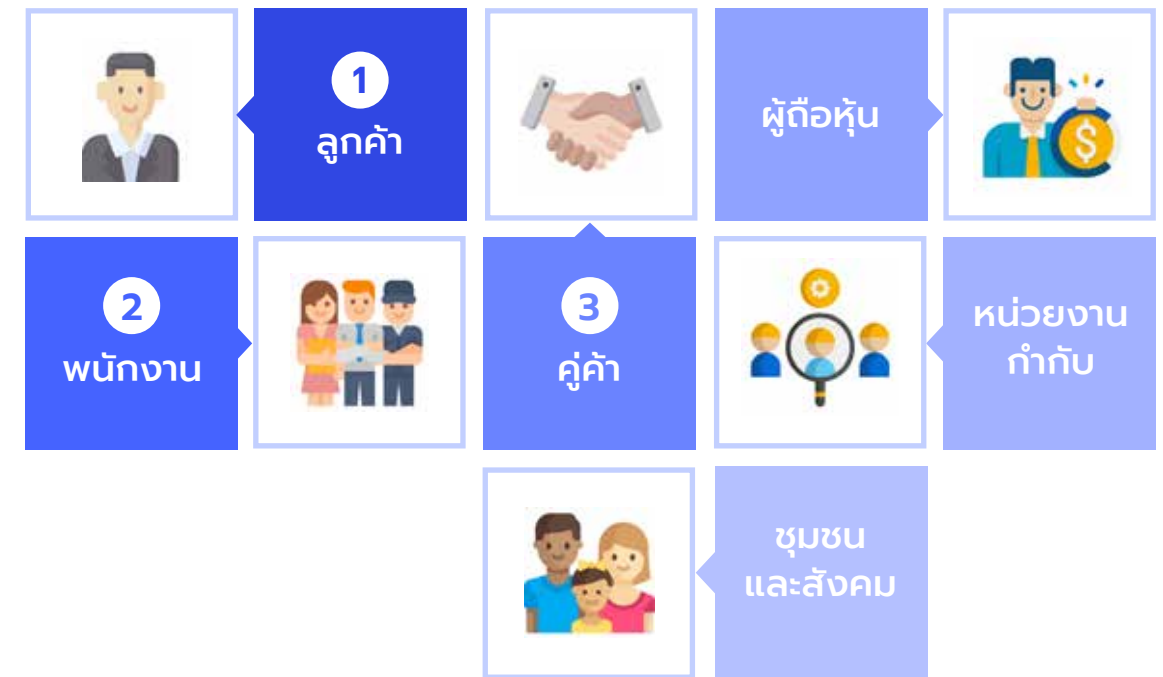 1
ลูกค้า
ผู้ถือหุ้น
2
พนักงาน
3
คู่ค้า
หน่วยงาน
กำกับ
ชุมชน
และสังคม